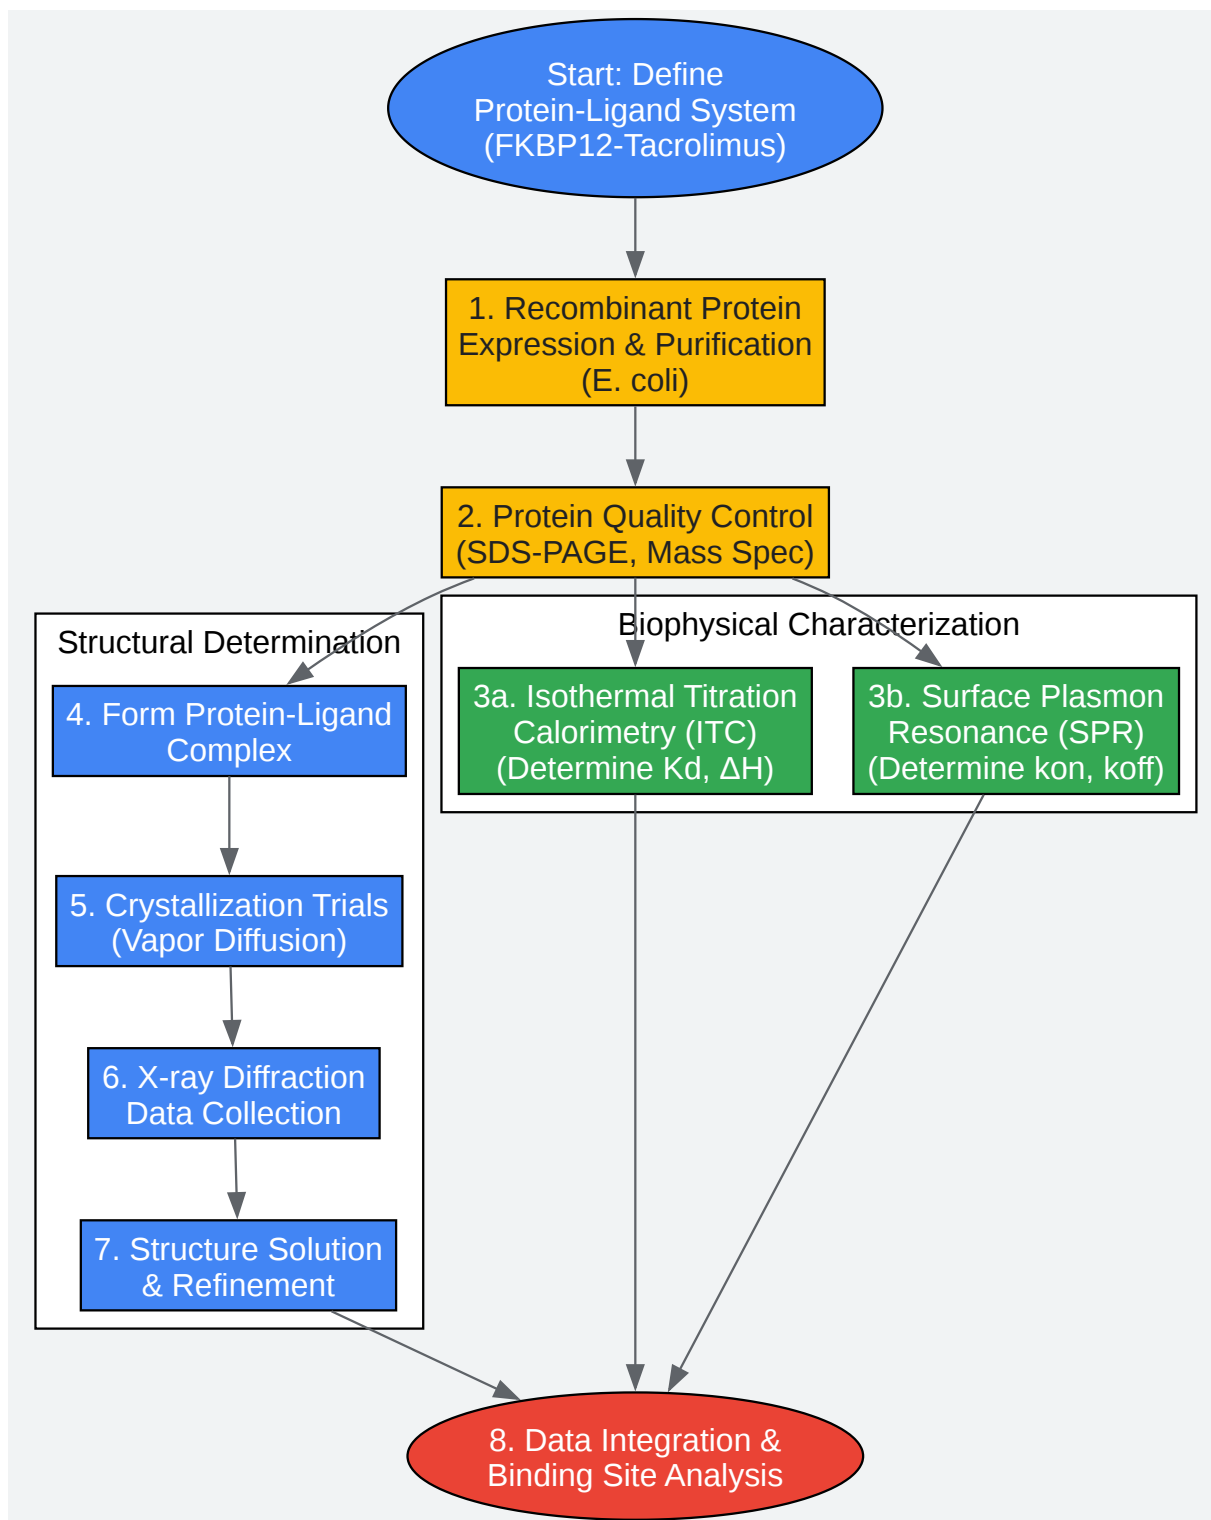 Start: Define
Protein-Ligand System
(FKBP12-Tacrolimus)
1. Recombinant Protein
Expression & Purification
(E. coli)
2. Protein Quality Control
(SDS-PAGE, Mass Spec)
Structural Determination
4. Form Protein-Ligand
Complex
5. Crystallization Trials
(Vapor Diffusion)
6. X-ray Diffraction
Data Collection
7. Structure Solution
& Refinement
Biophysical Characterization
3a. Isothermal Titration
Calorimetry (ITC)
(Determine Kd, ΔH)
3b. Surface Plasmon
Resonance (SPR)
(Determine kon, koff)
8. Data Integration &
Binding Site Analysis